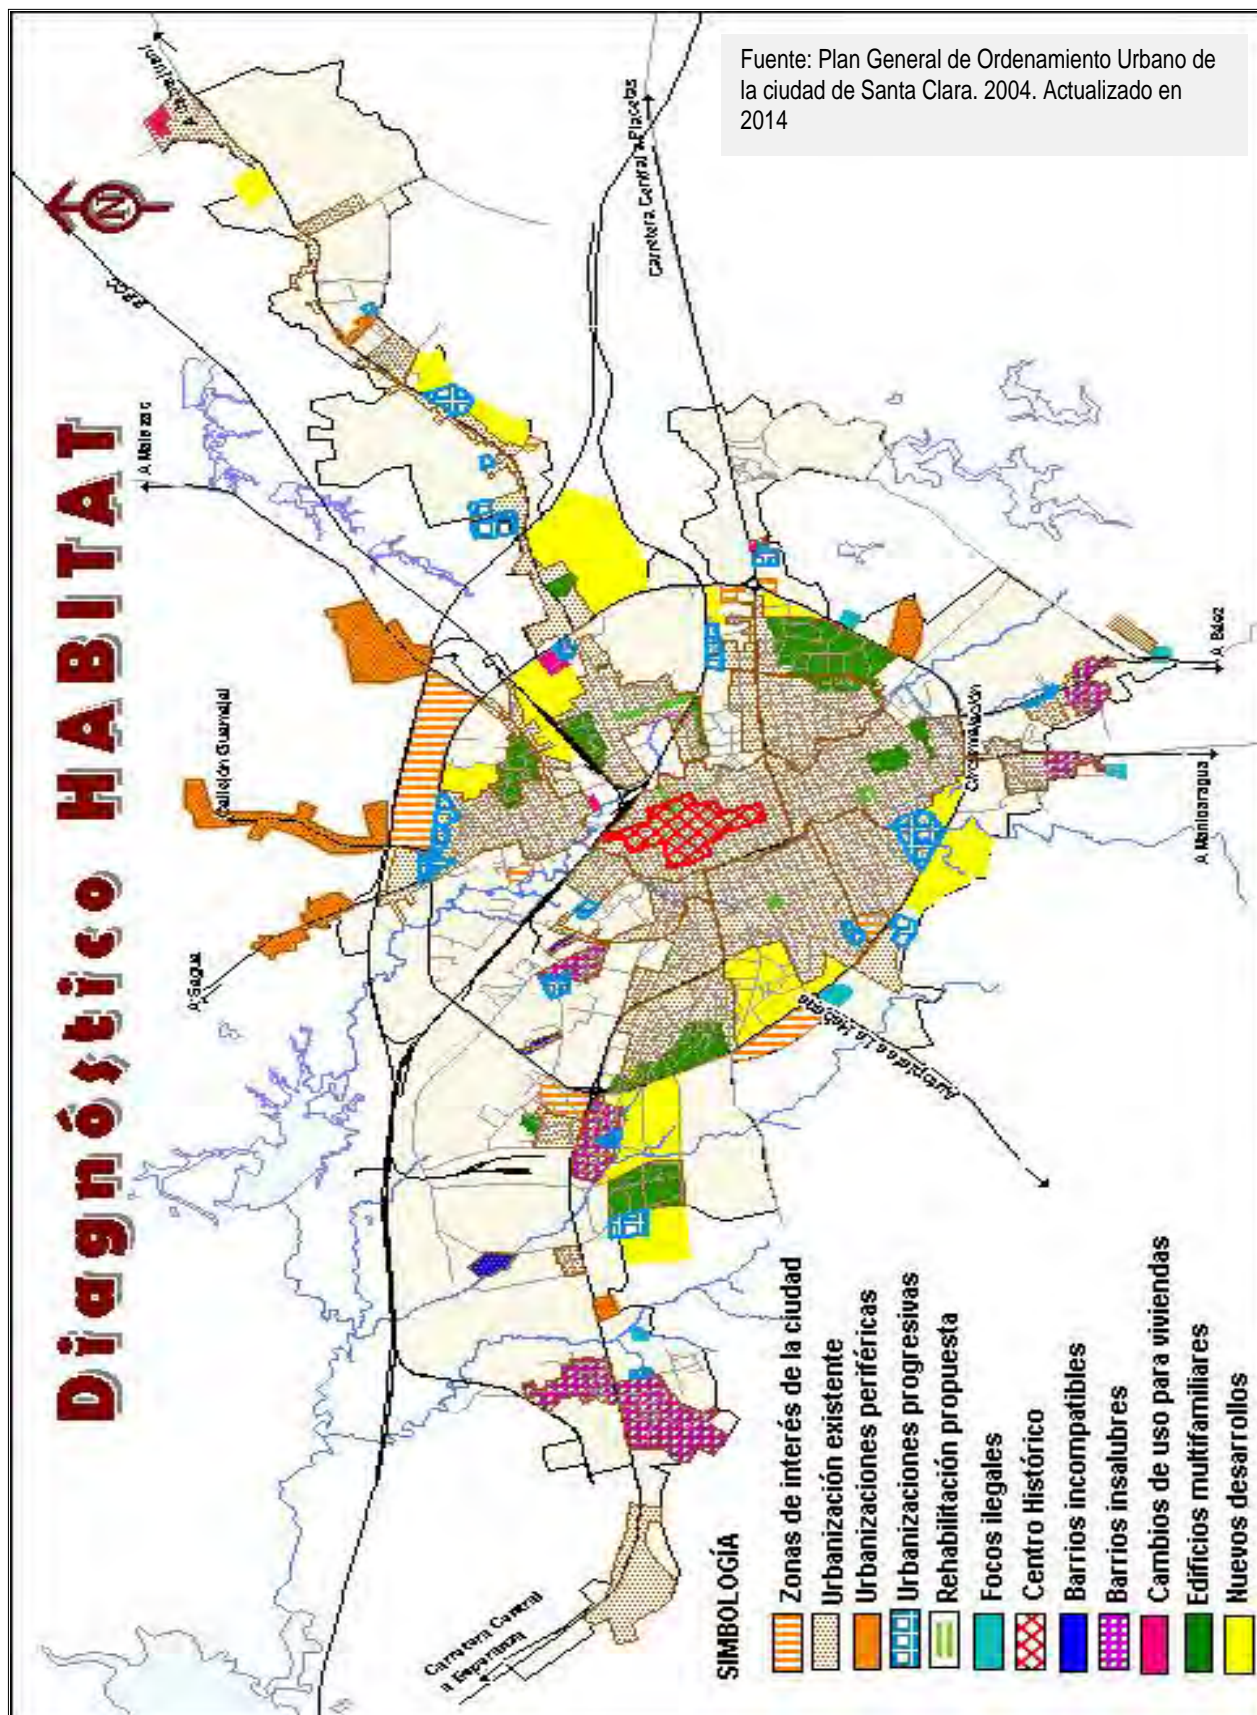 Fuente: Plan General de Ordenamiento Urbano de
la ciudad de Santa Clara. 2004. Actualizado en
2014
Diagnóstico HABITAT
N
A Camajuaní
FFCC
A Malezas
Callejón Guamajal
A Sagua
Carretera Central a Placetas
Circunvalación
A Báez
A Manicaragua
Autopista a La Habana
Carretera Central
a Esperanza
SIMBOLOGÍA
Zonas de interés de la ciudad
Urbanización existente
Urbanizaciones periféricas
Urbanizaciones progresivas
Rehabilitación propuesta
Focos ilegales
Centro Histórico
Barrios incompatibles
Barrios insalubres
Cambios de uso para viviendas
Edificios multifamiliares
Nuevos desarrollos